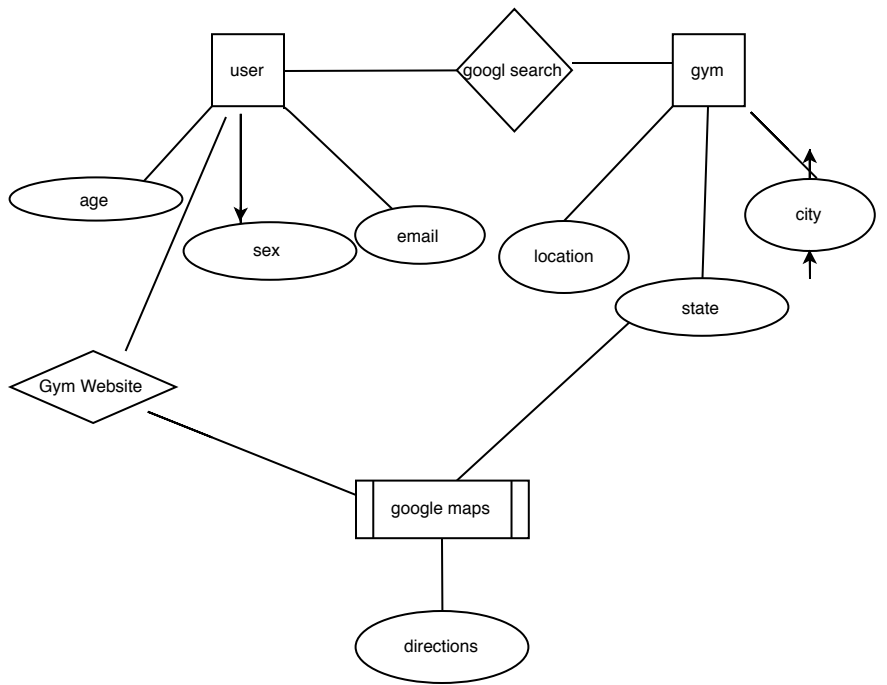 user
googl search
gym
age
sex
email
location
city
state
Gym Website
google maps
directions